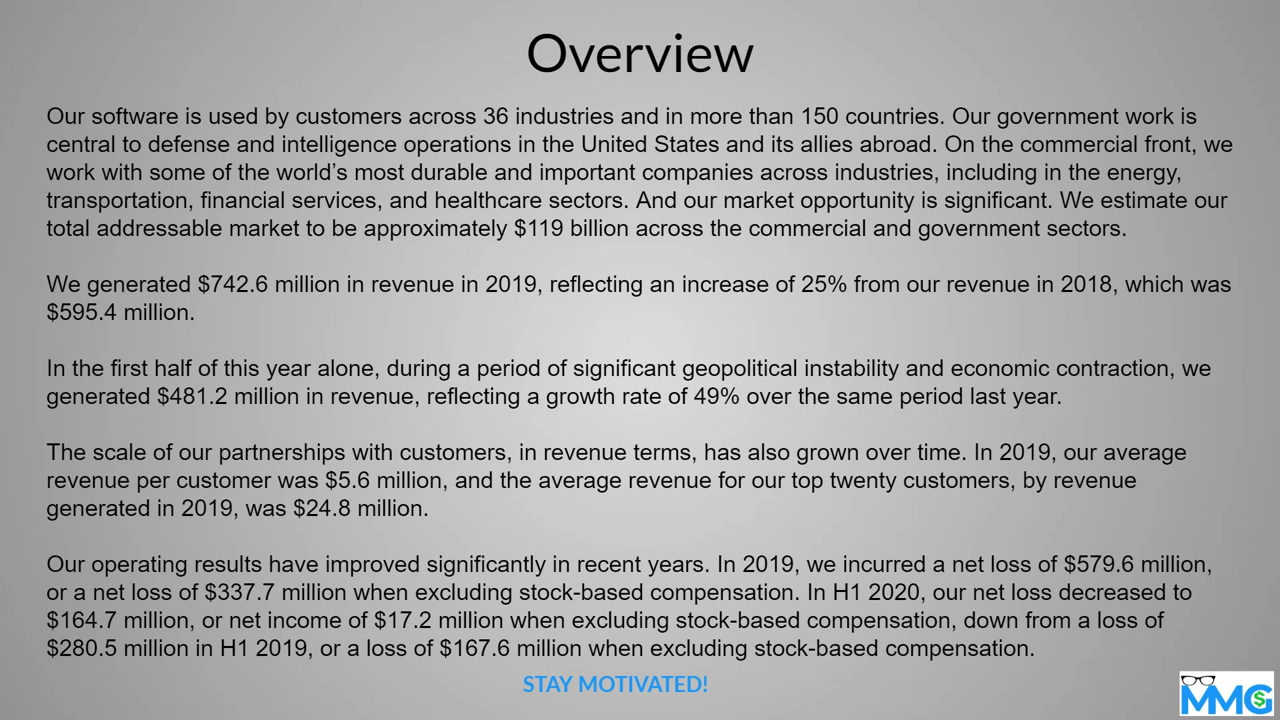 Overview
Our software is used by customers across 36 industries and in more than 150 countries. Our government work is
central to defense and intelligence operations in the United States and its allies abroad. On the commercial front, we
work with some of the world’s most durable and important companies across industries, including in the energy,
transportation, financial services, and healthcare sectors. And our market opportunity is significant. We estimate our
total addressable market to be approximately $119 billion across the commercial and government sectors.
We generated $742.6 million in revenue in 2019, reflecting an increase of 25% from our revenue in 2018, which was
$595.4 million.
In the first half of this year alone, during a period of significant geopolitical instability and economic contraction, we
generated $481.2 million in revenue, reflecting a growth rate of 49% over the same period last year.
The scale of our partnerships with customers, in revenue terms, has also grown over time. In 2019, our average
revenue per customer was $5.6 million, and the average revenue for our top twenty customers, by revenue
generated in 2019, was $24.8 million.
Our operating results have improved significantly in recent years. In 2019, we incurred a net loss of $579.6 million,
or a net loss of $337.7 million when excluding stock-based compensation. In H1 2020, our net loss decreased to
$164.7 million, or net income of $17.2 million when excluding stock-based compensation, down from a loss of
$280.5 million in H1 2019, or a loss of $167.6 million when excluding stock-based compensation.
STAY MOTIVATED!
MMG$